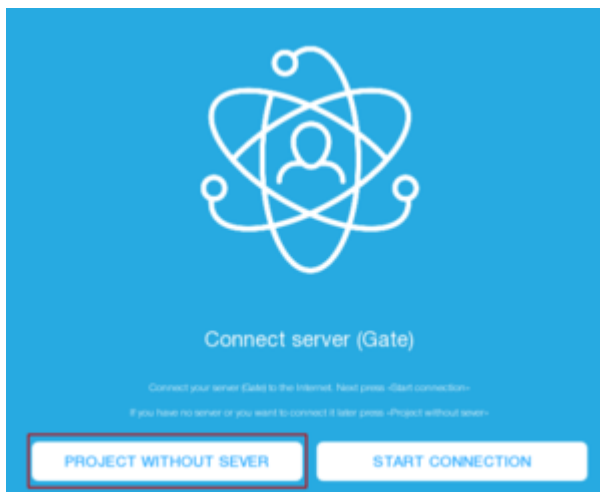 Connect server (Gate)
Connect your server (Gate) to the Internet. Next press «Start connection»
If you have no server or you want to connect it later press «Project without sever»
PROJECT WITHOUT SEVER
START CONNECTION